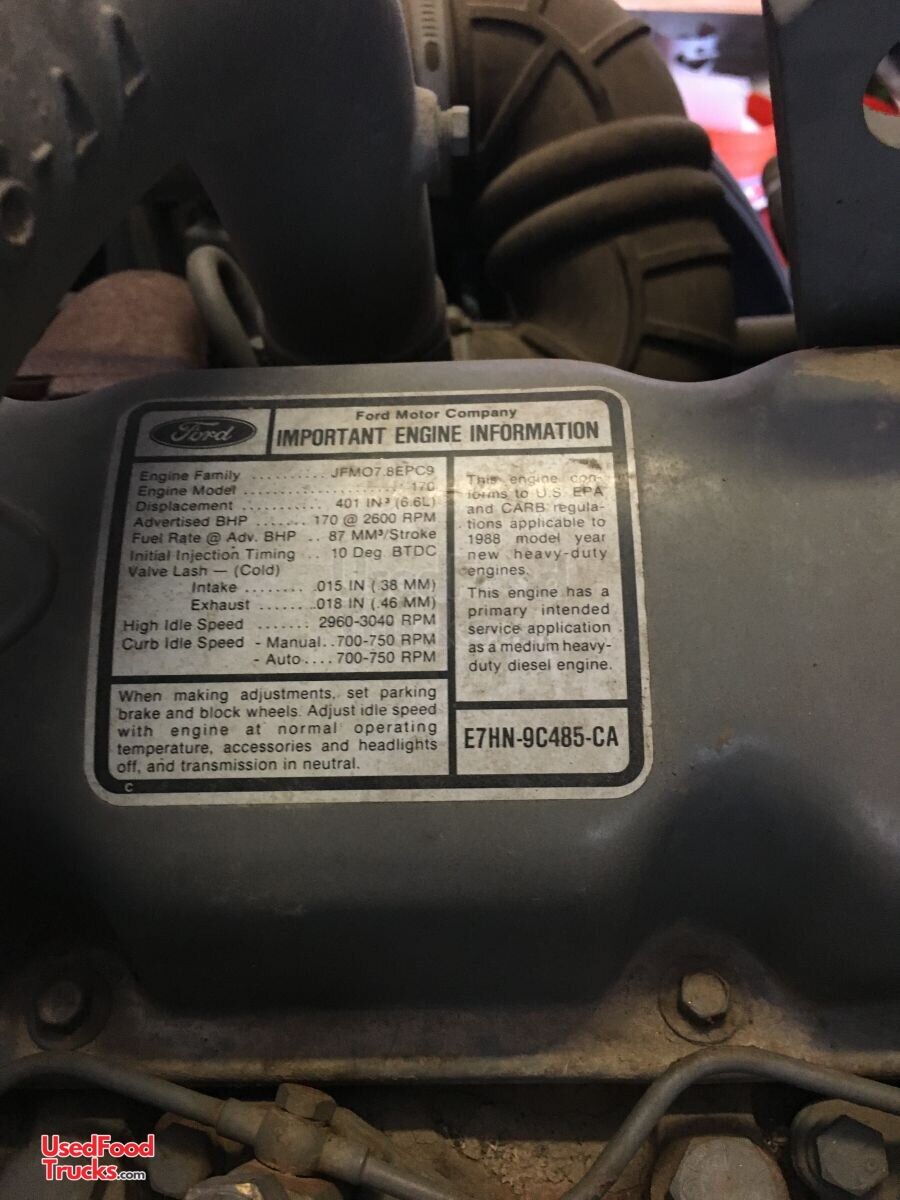 Ford
Ford Motor Company
IMPORTANT ENGINE INFORMATION
Engine Family ......... JFM07.8EPC9
Engine Model .................... 170
Displacement ........... 401 IN³ (6.6L)
Advertised BHP ....... 170 @ 2600 RPM
Fuel Rate @ Adv. BHP .. 87 MM³/Stroke
Initial Injection Timing .. 10 Deg BTDC
Valve Lash — (Cold)
Intake ........ .015 IN (.38 MM)
Exhaust ....... .018 IN (.46 MM)
High Idle Speed ....... 2960-3040 RPM
Curb Idle Speed - Manual..700-750 RPM
- Auto....700-750 RPM
This engine con-
forms to U.S. EPA
and CARB regula-
tions applicable to
1988 model year
new heavy-duty
engines.
This engine has a
primary intended
service application
as a medium heavy-
duty diesel engine.
When making adjustments, set parking
brake and block wheels. Adjust idle speed
with engine at normal operating
temperature, accessories and headlights
off, and transmission in neutral.
E7HN-9C485-CA
C
UsedFood
Trucks.com